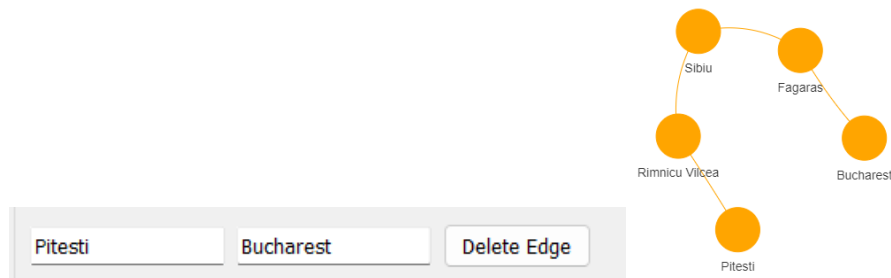 Sibiu
Fagaras
Rimnicu Vilcea
Bucharest
Pitesti Bucharest Delete Edge
Pitesti